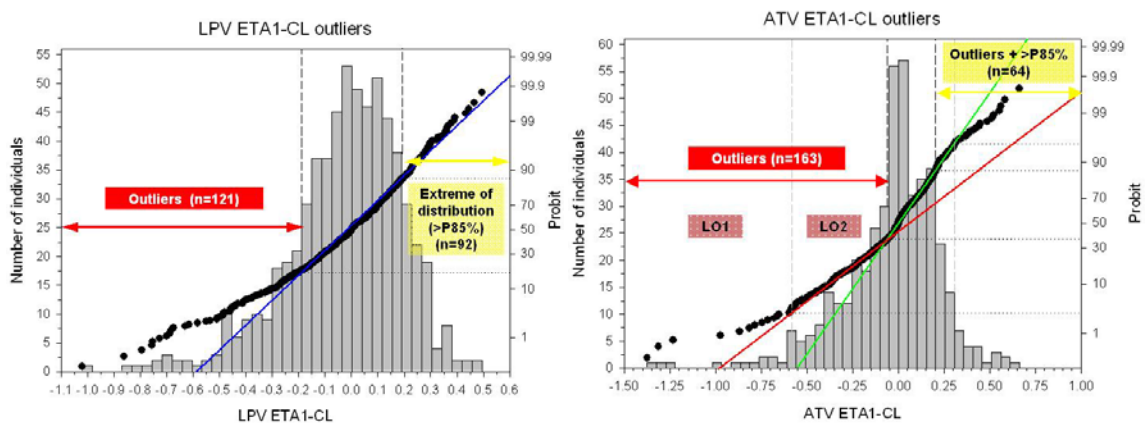 LPV ETA1-CL outliers
Number of individuals
55
50
45
40
35
30
25
20
15
10
5
0
99.99
99.9
99
90
70
50
30
10
1
Probit
Outliers (n=121)
Extreme of
distribution
(>P85%)
(n=92)
-1.1 -1.0 -0.9 -0.8 -0.7 -0.6 -0.5 -0.4 -0.3 -0.2 -0.1 0.0 0.1 0.2 0.3 0.4 0.5 0.6
LPV ETA1-CL
ATV ETA1-CL outliers
Number of individuals
60
55
50
45
40
35
30
25
20
15
10
5
0
99.99
99.9
99
90
70
50
30
10
1
Probit
Outliers + >P85%
(n=64)
Outliers (n=163)
LO1 LO2
-1.50 -1.25 -1.00 -0.75 -0.50 -0.25 0.00 0.25 0.50 0.75 1.00
ATV ETA1-CL